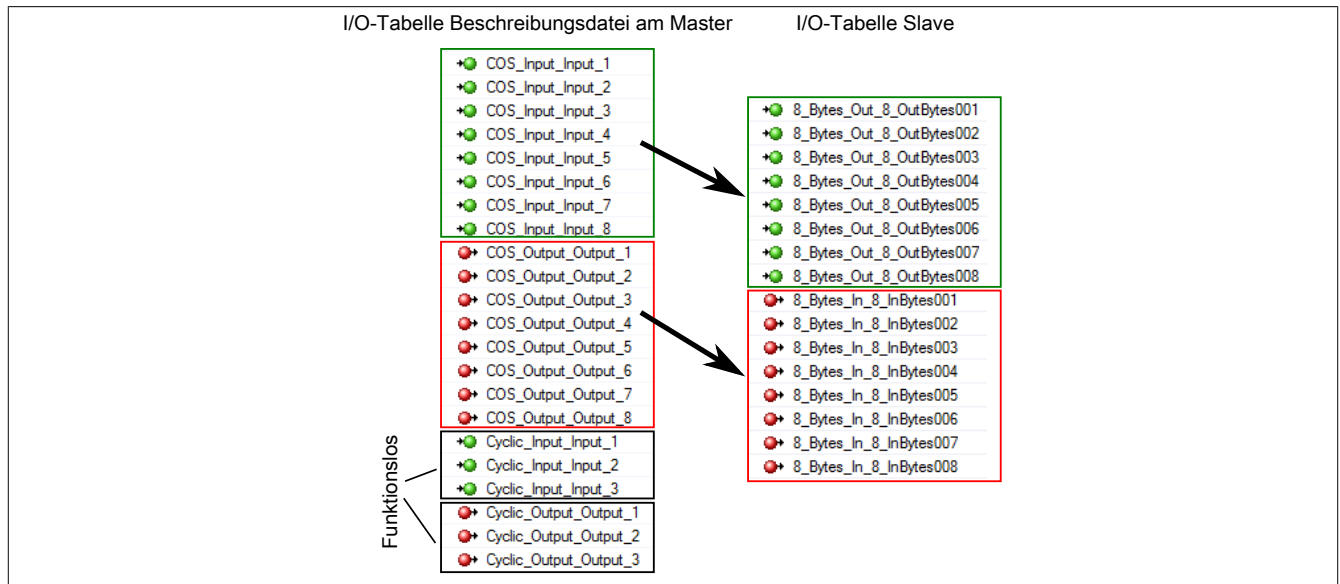 I/O-Tabelle Beschreibungsdatei am Master
COS_Input_Input_1
COS_Input_Input_2
COS_Input_Input_3
COS_Input_Input_4
COS_Input_Input_5
COS_Input_Input_6
COS_Input_Input_7
COS_Input_Input_8
COS_Output_Output_1
COS_Output_Output_2
COS_Output_Output_3
COS_Output_Output_4
COS_Output_Output_5
COS_Output_Output_6
COS_Output_Output_7
COS_Output_Output_8
Funktionslos
Cyclic_Input_Input_1
Cyclic_Input_Input_2
Cyclic_Input_Input_3
Cyclic_Output_Output_1
Cyclic_Output_Output_2
Cyclic_Output_Output_3
I/O-Tabelle Slave
8_Bytes_Out_8_OutBytes001
8_Bytes_Out_8_OutBytes002
8_Bytes_Out_8_OutBytes003
8_Bytes_Out_8_OutBytes004
8_Bytes_Out_8_OutBytes005
8_Bytes_Out_8_OutBytes006
8_Bytes_Out_8_OutBytes007
8_Bytes_Out_8_OutBytes008
8_Bytes_In_8_InBytes001
8_Bytes_In_8_InBytes002
8_Bytes_In_8_InBytes003
8_Bytes_In_8_InBytes004
8_Bytes_In_8_InBytes005
8_Bytes_In_8_InBytes006
8_Bytes_In_8_InBytes007
8_Bytes_In_8_InBytes008